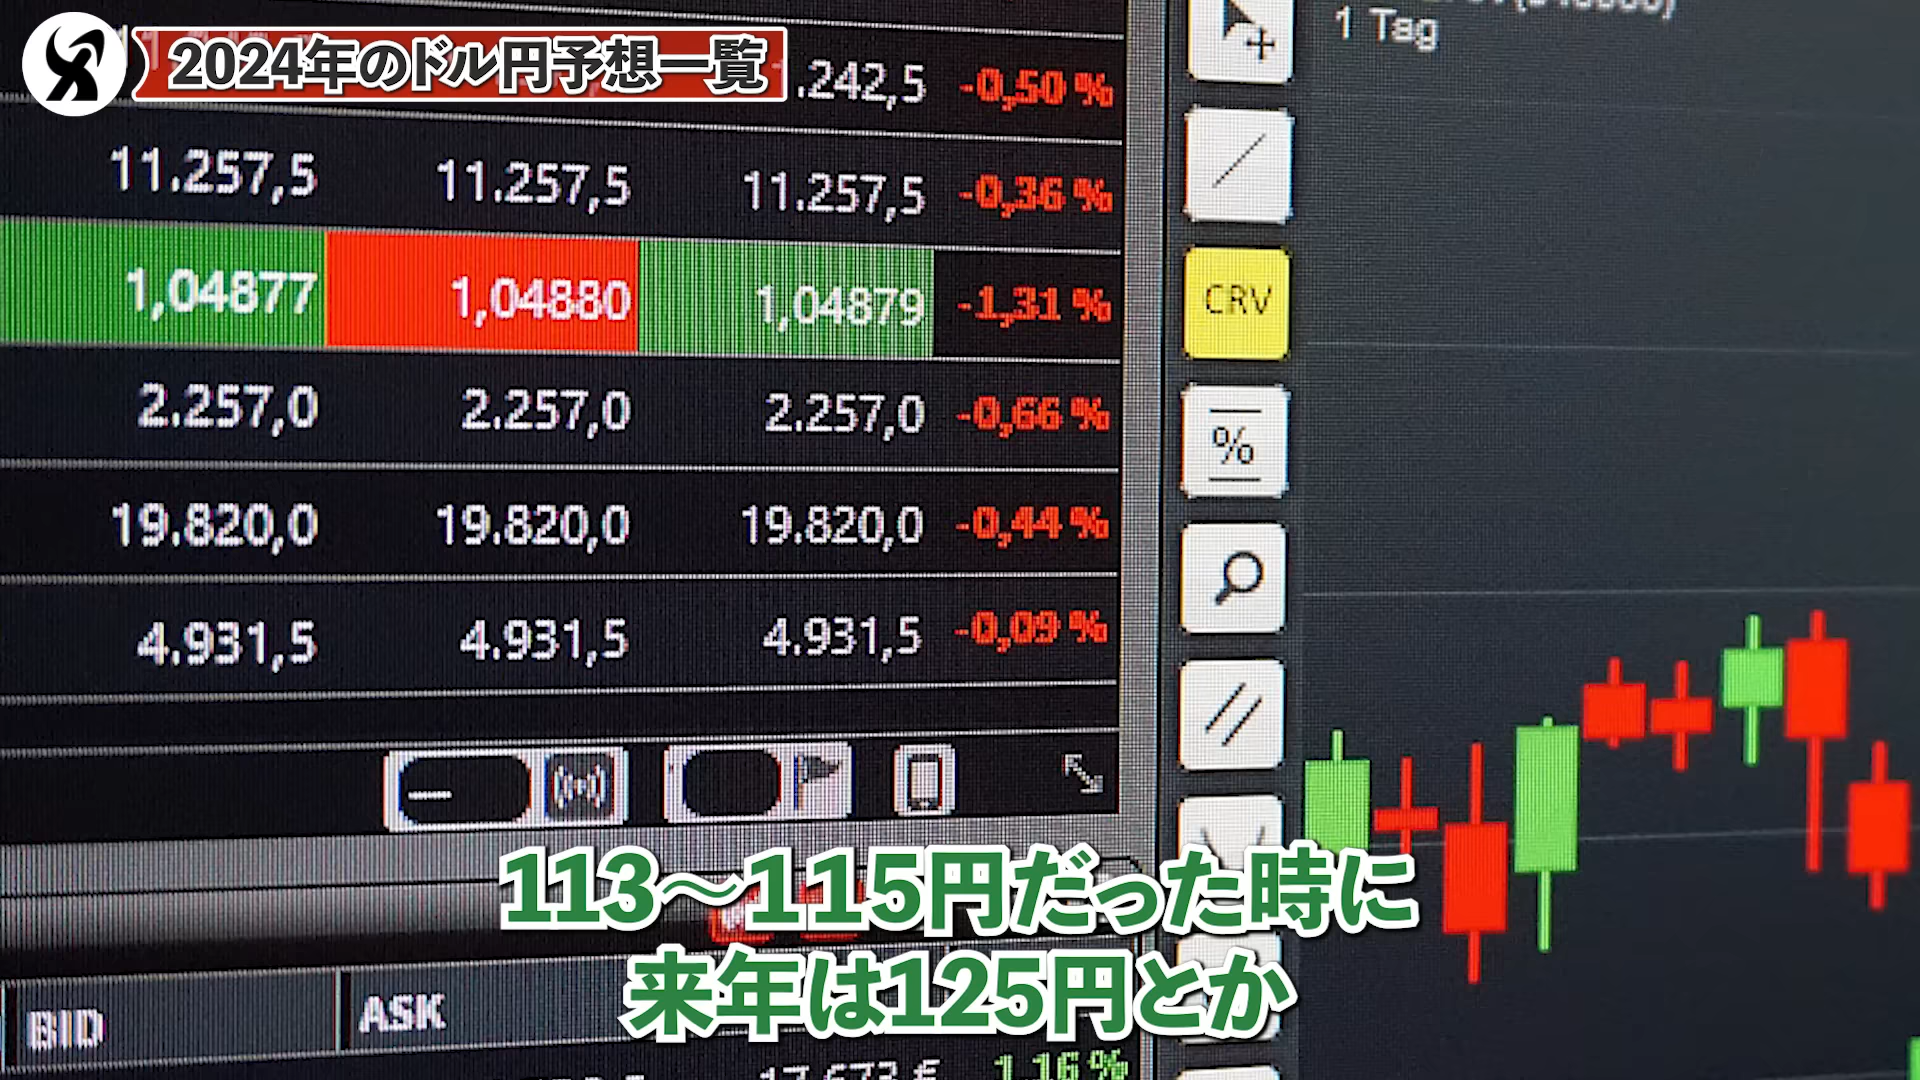 2024年のドル円予想一覧
1 Tag
.242,5 -0,50 %
11.257,5 11.257,5 11.257,5 -0,36 %
1,04877 1,04880 1,04879 -1,31 %
CRV
2.257,0 2.257,0 2.257,0 -0,66 %
%
19.820,0 19.820,0 19.820,0 -0,44 %
4.931,5 4.931,5 4.931,5 -0,09 %
113〜115円だった時に
来年は125円とか
BID ASK
17.673 € 1,16 %